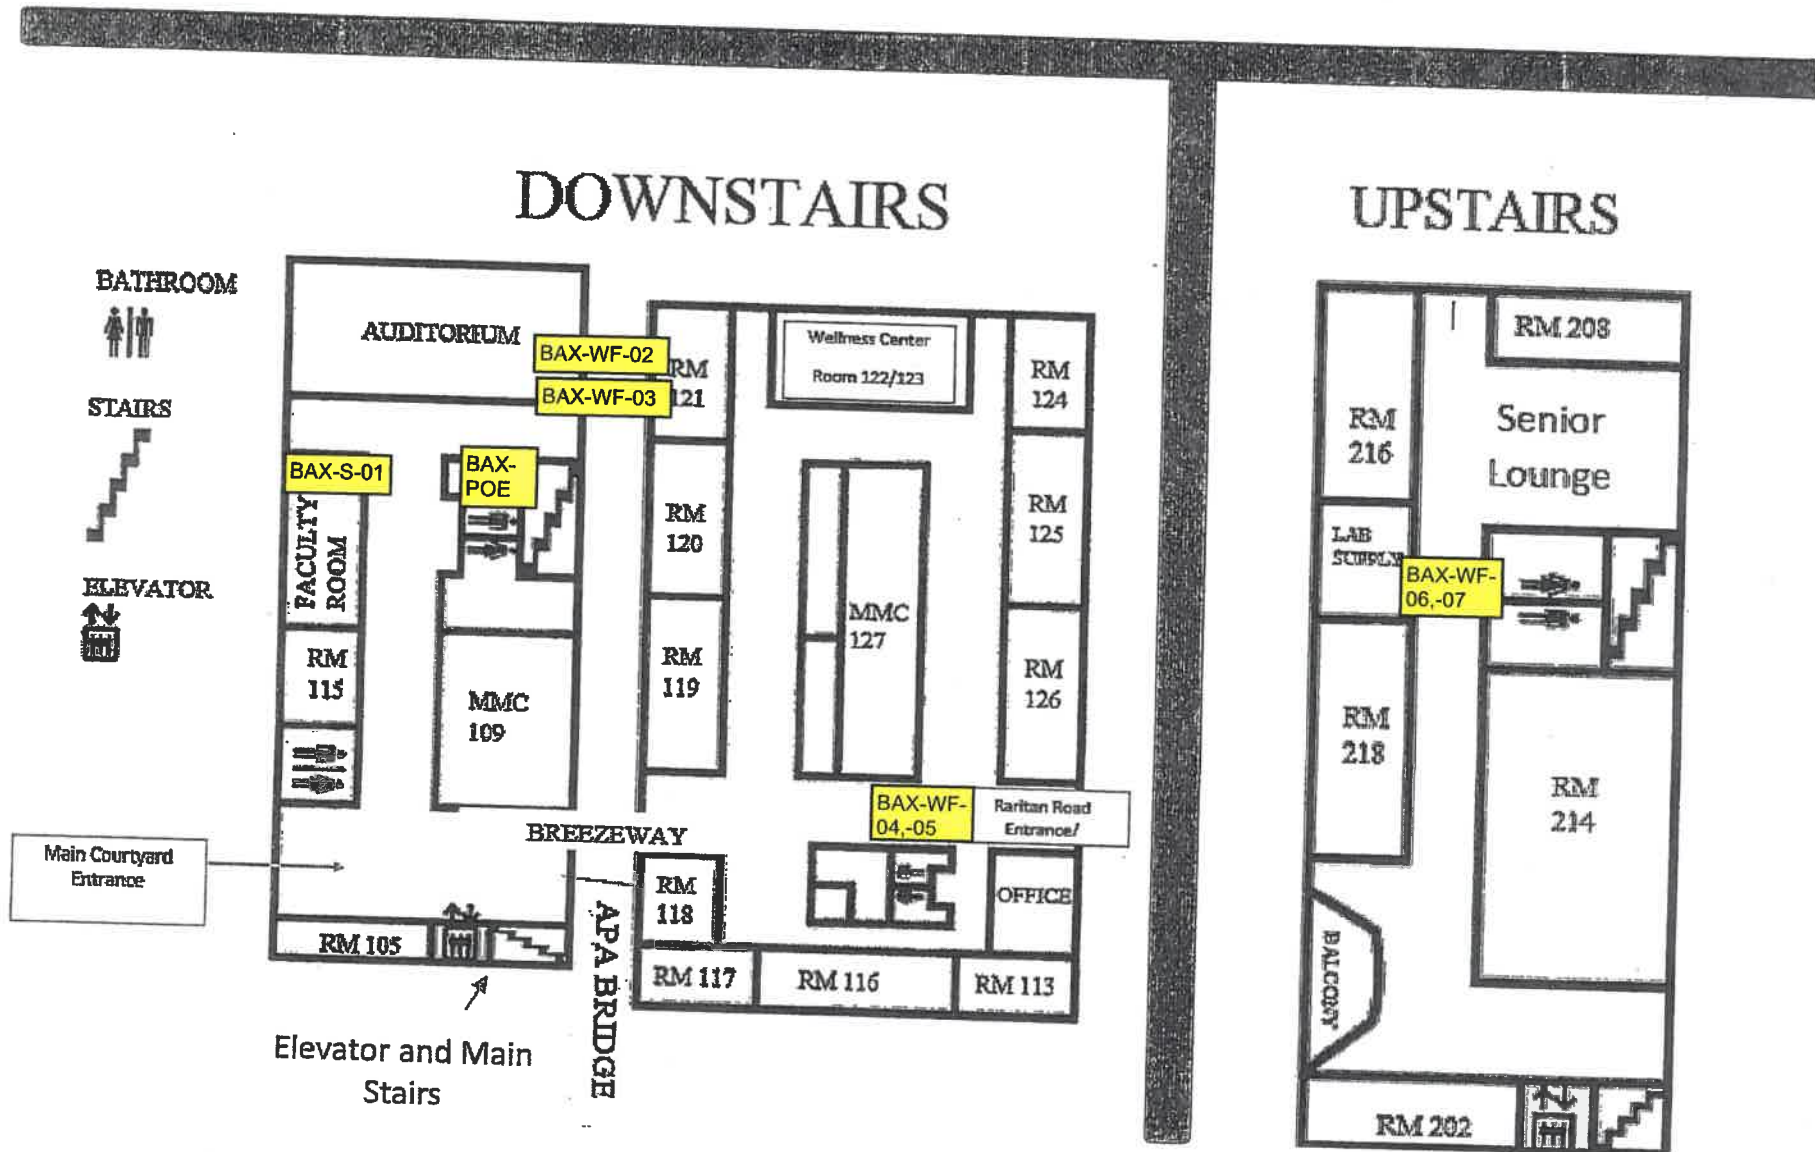 DOWNSTAIRS
UPSTAIRS
BATHROOM
STAIRS
ELEVATOR
AUDITORIUM
BAX-WF-02
BAX-WF-03
BAX-S-01
BAX-
POE
FACULTY
ROOM
RM
115
MMC
109
Main Courtyard
Entrance
BREEZEWAY
RM 105
Elevator and Main
Stairs
APA BRIDGE
RM
121
RM
120
RM
119
RM
118
RM 117
RM 116
RM 113
Wellness Center
Room 122/123
MMC
127
RM
124
RM
125
RM
126
BAX-WF-
04,-05
Raritan Road
Entrance/
OFFICE
RM 208
RM
216
Senior
Lounge
LAB
SUPPLY
BAX-WF-
06,-07
RM
218
RM
214
BALCONY
RM 202